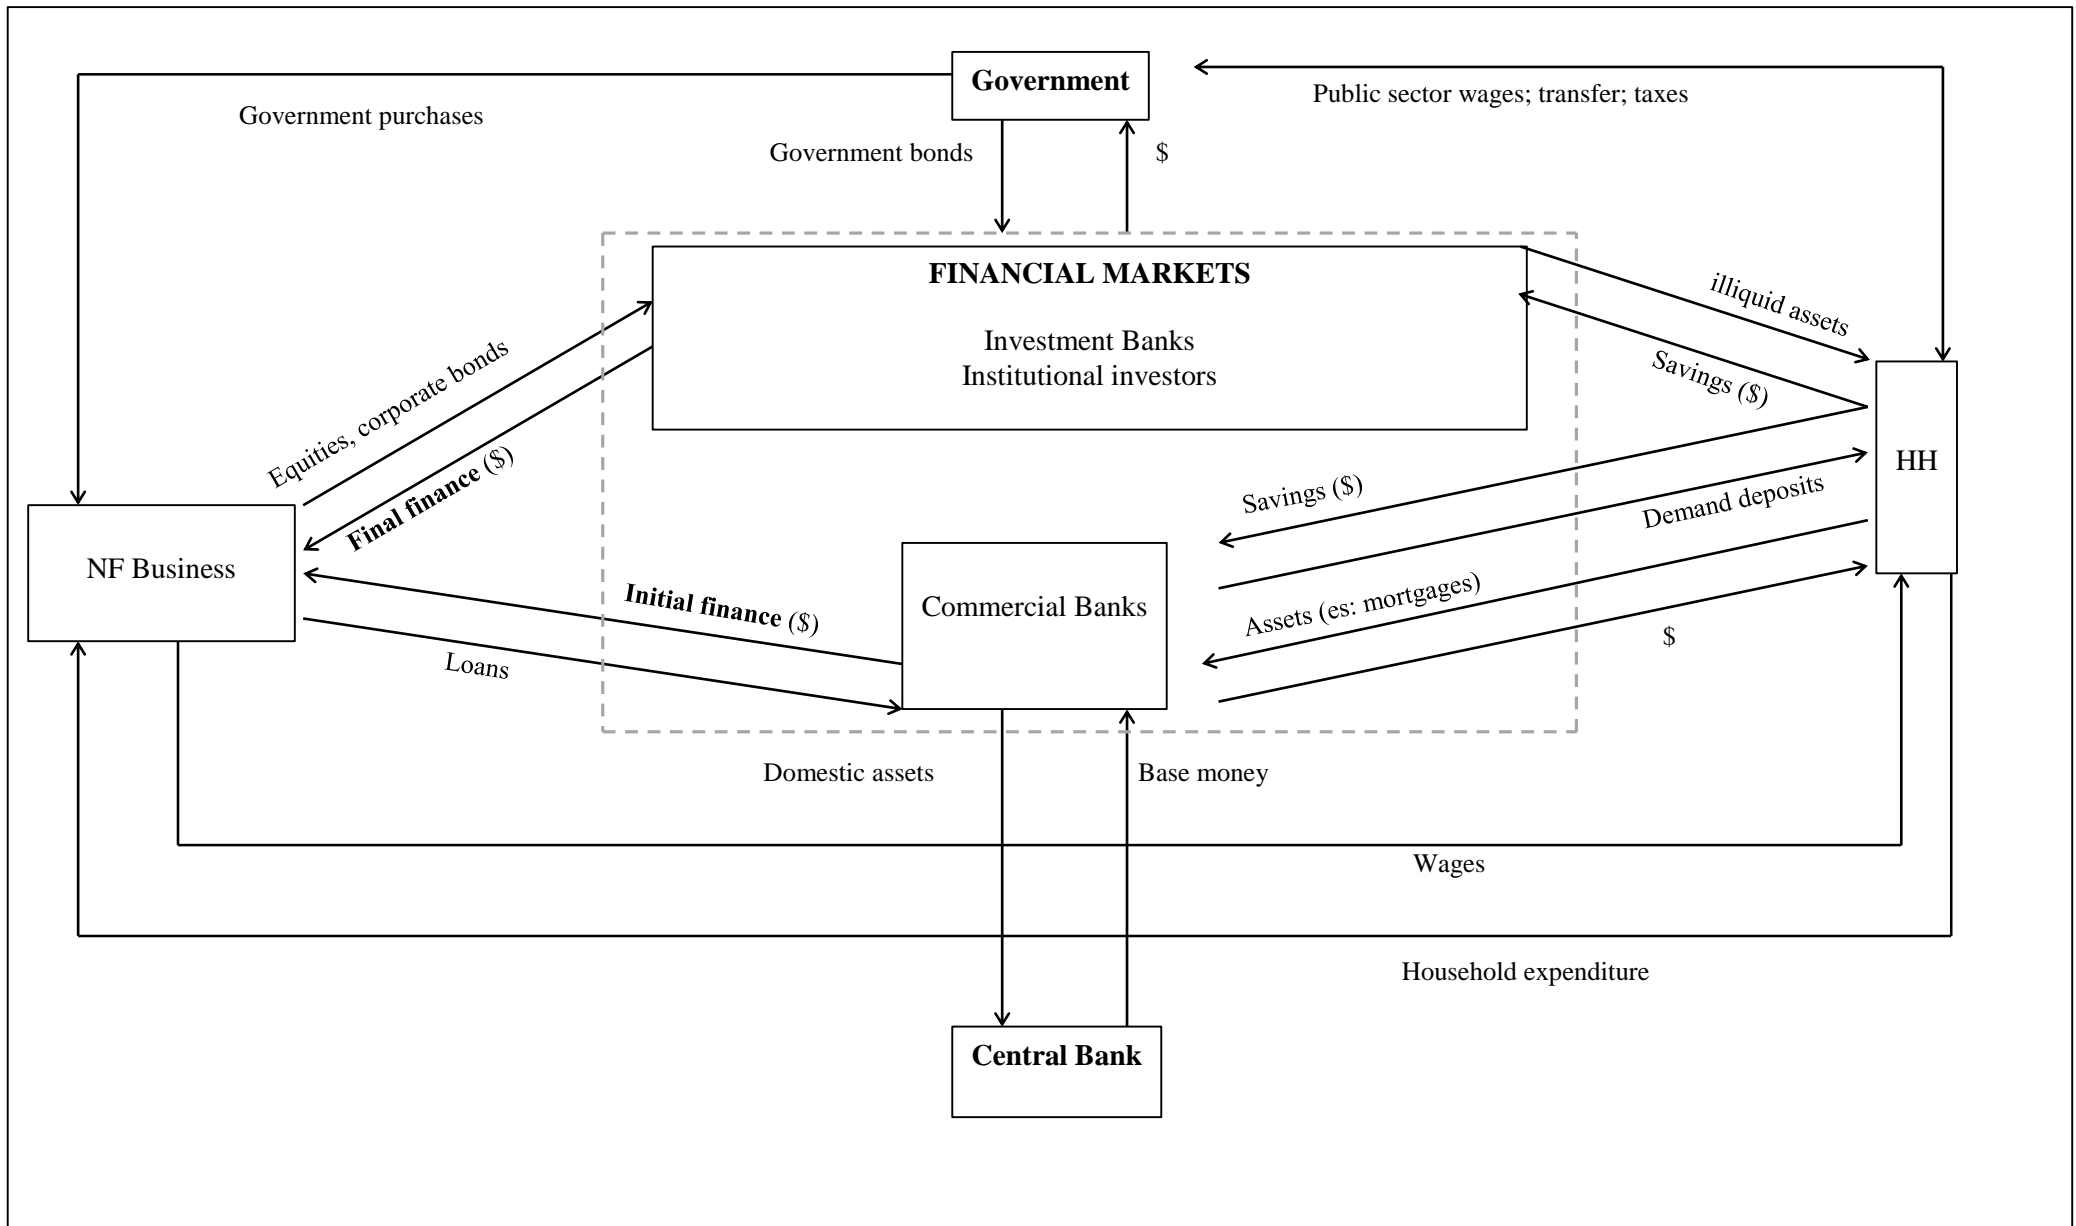 Government
Public sector wages; transfer; taxes
Government purchases
Government bonds
$
FINANCIAL MARKETS
Investment Banks
Institutional investors
illiquid assets
Savings ($)
Equities, corporate bonds
Final finance ($)
HH
Savings ($)
Demand deposits
NF Business
Commercial Banks
Initial finance ($)
Loans
Assets (es: mortgages)
$
Domestic assets
Base money
Wages
Household expenditure
Central Bank